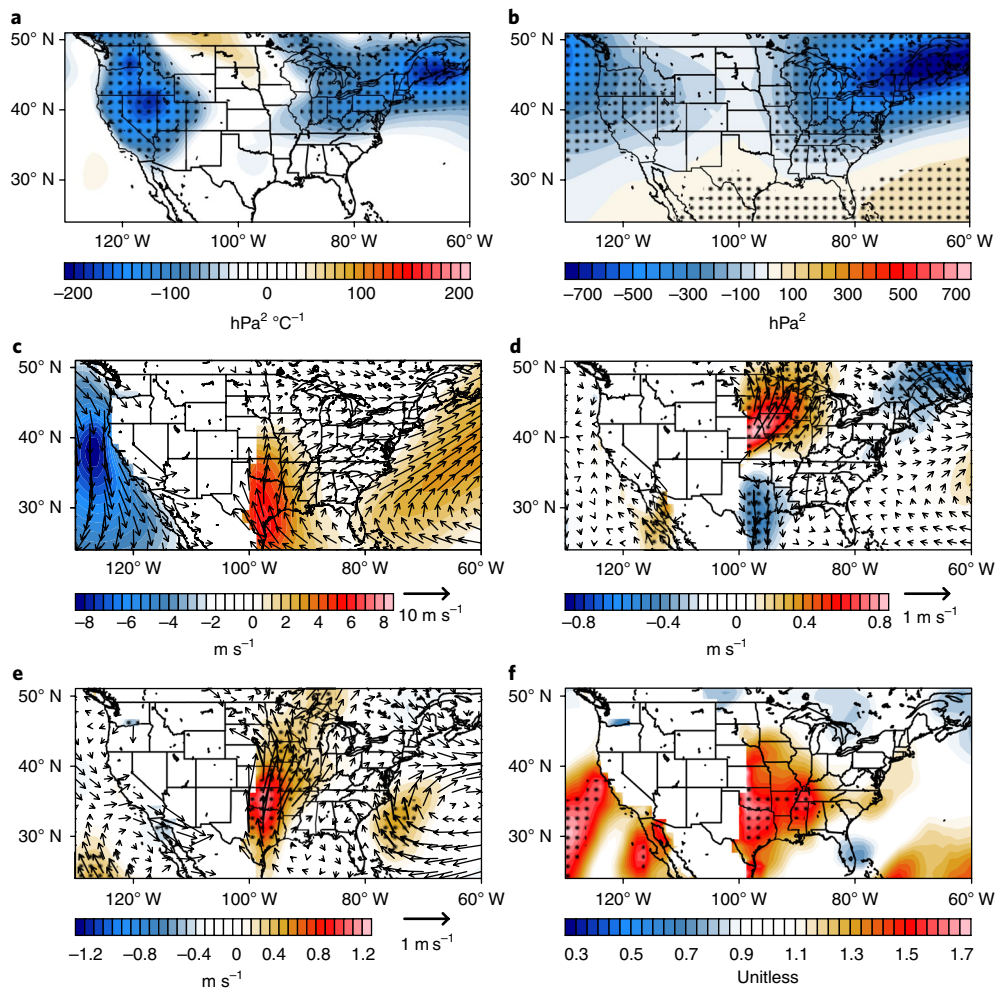 a
50° N
40° N
30° N
120° W 100° W 80° W 60° W
−200 −100 0 100 200
hPa² °C⁻¹
b
50° N
40° N
30° N
120° W 100° W 80° W 60° W
−700 −500 −300 −100 100 300 500 700
hPa²
c
50° N
40° N
30° N
120° W 100° W 80° W 60° W
−8 −6 −4 −2 0 2 4 6 8
10 m s⁻¹
m s⁻¹
d
50° N
40° N
30° N
120° W 100° W 80° W 60° W
−0.8 −0.4 0 0.4 0.8
1 m s⁻¹
m s⁻¹
e
50° N
40° N
30° N
120° W 100° W 80° W 60° W
−1.2 −0.8 −0.4 0 0.4 0.8 1.2
1 m s⁻¹
m s⁻¹
f
50° N
40° N
30° N
120° W 100° W 80° W 60° W
0.3 0.5 0.7 0.9 1.1 1.3 1.5 1.7
Unitless